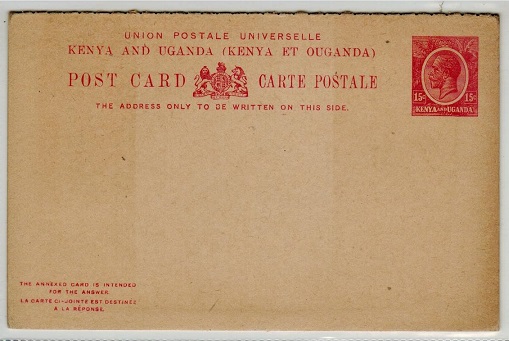 UNION POSTALE UNIVERSELLE
KENYA AND UGANDA (KENYA ET OUGANDA)
POST CARD CARTE POSTALE
THE ADDRESS ONLY TO BE WRITTEN ON THIS SIDE.
15c 15c
KENYA AND UGANDA
THE ANNEXED CARD IS INTENDED
FOR THE ANSWER.
LA CARTE CI-JOINTE EST DESTINÉE
A LA RÉPONSE.